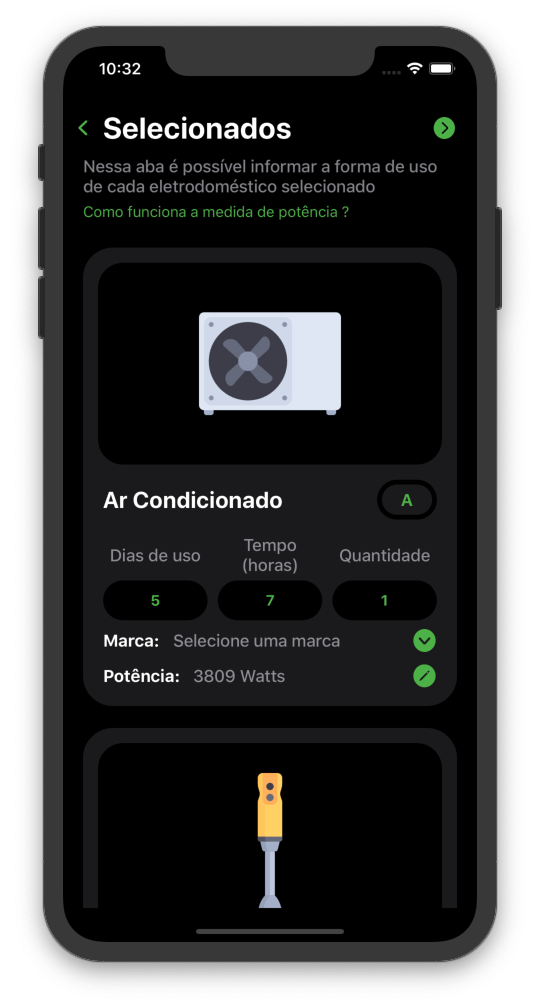 10:32
Selecionados
Nessa aba é possível informar a forma de uso
de cada eletrodoméstico selecionado
Como funciona a medida de potência ?
Ar Condicionado
A
Dias de uso
Tempo
(horas)
Quantidade
5
7
1
Marca: Selecione uma marca
Potência: 3809 Watts